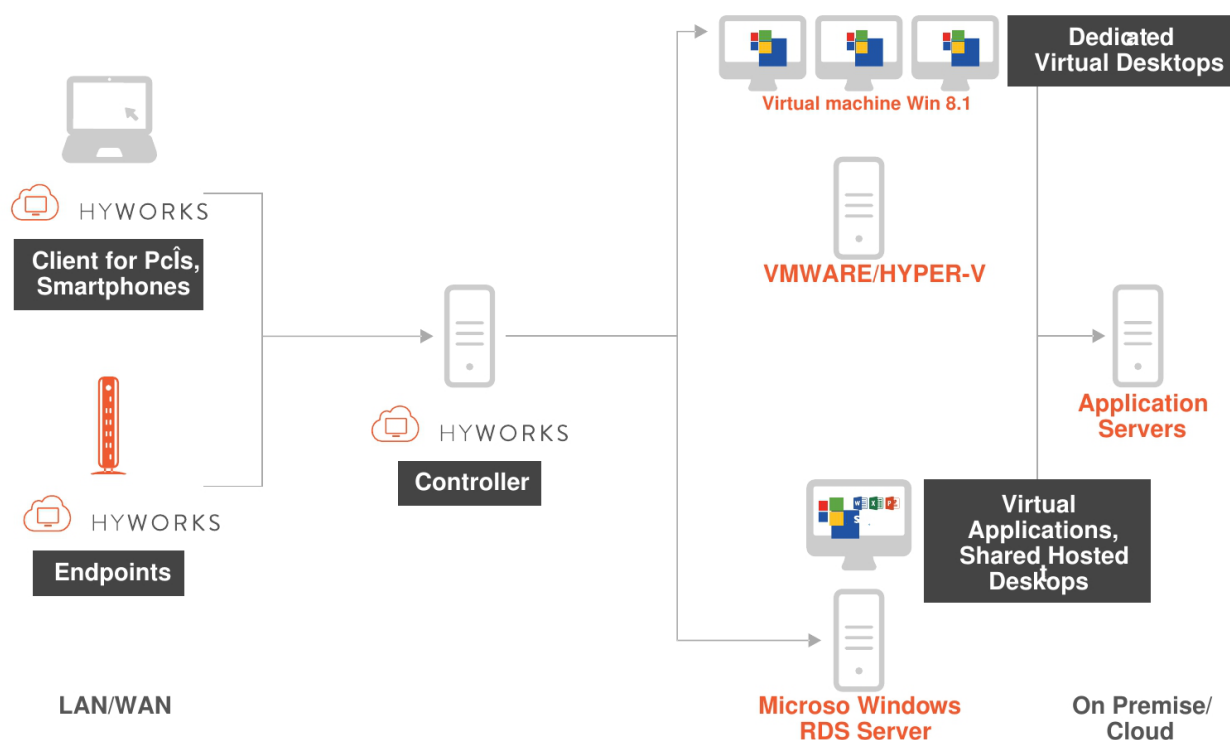 Dedicated
Virtual Desktops
Virtual machine Win 8.1
HYWORKS
Client for PcÎs,
Smartphones
VMWARE/HYPER-V
Application
Servers
HYWORKS
Controller
HYWORKS
Endpoints
W X P
S
Virtual
Applications,
Shared Hosted
Desktops
LAN/WAN
Microso Windows
RDS Server
On Premise/
Cloud